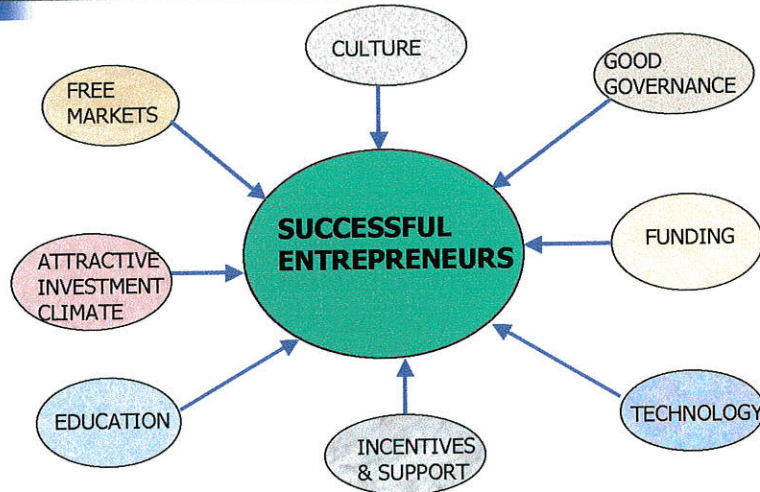 CULTURE
GOOD
GOVERNANCE
FREE
MARKETS
SUCCESSFUL
ENTREPRENEURS
FUNDING
ATTRACTIVE
INVESTMENT
CLIMATE
EDUCATION
INCENTIVES
& SUPPORT
TECHNOLOGY